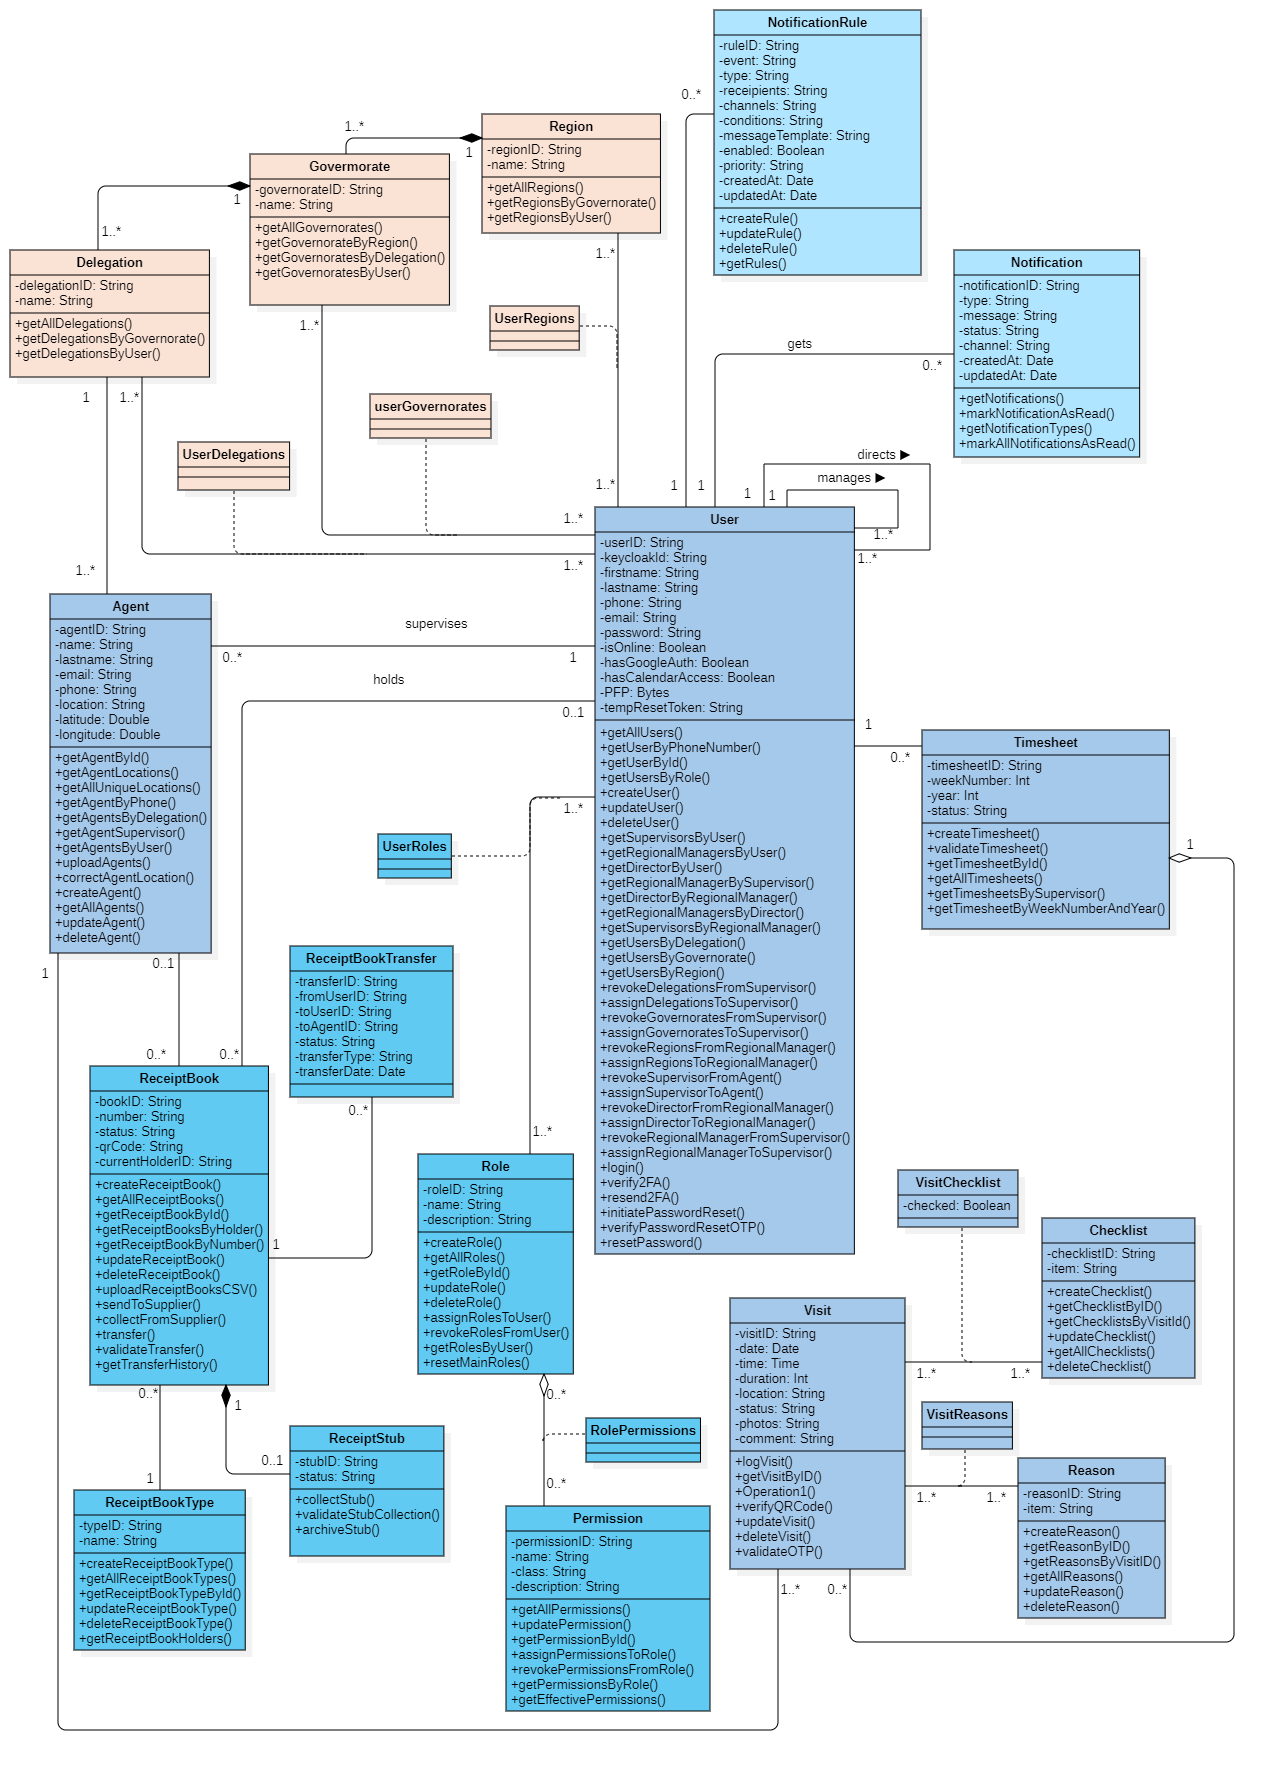 NotificationRule
-ruleID: String
-event: String
-type: String
-receipients: String
-channels: String
-conditions: String
-messageTemplate: String
-enabled: Boolean
-priority: String
-createdAt: Date
-updatedAt: Date
+createRule()
+updateRule()
+deleteRule()
+getRules()
0..*
Region
-regionID: String
-name: String
+getAllRegions()
+getRegionsByGovernorate()
+getRegionsByUser()
1..*
1
1..*
Govermorate
-governorateID: String
-name: String
+getAllGovernorates()
+getGovernorateByRegion()
+getGovernoratesByDelegation()
+getGovernoratesByUser()
1
1..*
1..*
Delegation
-delegationID: String
-name: String
+getAllDelegations()
+getDelegationsByGovernorate()
+getDelegationsByUser()
1
1..*
Notification
-notificationID: String
-type: String
-message: String
-status: String
-channel: String
-createdAt: Date
-updatedAt: Date
+getNotifications()
+markNotificationAsRead()
+getNotificationTypes()
+markAllNotificationsAsRead()
gets
0..*
UserRegions
userGovernorates
UserDelegations
directs ▶
manages ▶
1..*
1
1
1
1
1..*
1..*
1..*
1..*
User
-userID: String
-keycloakId: String
-firstname: String
-lastname: String
-phone: String
-email: String
-password: String
-isOnline: Boolean
-hasGoogleAuth: Boolean
-hasCalendarAccess: Boolean
-PFP: Bytes
-tempResetToken: String
+getAllUsers()
+getUserByPhoneNumber()
+getUserById()
+getUsersByRole()
+createUser()
+updateUser()
+deleteUser()
+getSupervisorsByUser()
+getRegionalManagersByUser()
+getDirectorByUser()
+getRegionalManagerBySupervisor()
+getDirectorByRegionalManager()
+getRegionalManagersByDirector()
+getSupervisorsByRegionalManager()
+getUsersByDelegation()
+getUsersByGovernorate()
+getUsersByRegion()
+revokeDelegationsFromSupervisor()
+assignDelegationsToSupervisor()
+revokeGovernoratesFromSupervisor()
+assignGovernoratesToSupervisor()
+revokeRegionsFromRegionalManager()
+assignRegionsToRegionalManager()
+revokeSupervisorFromAgent()
+assignSupervisorToAgent()
+revokeDirectorFromRegionalManager()
+assignDirectorToRegionalManager()
+revokeRegionalManagerFromSupervisor()
+assignRegionalManagerToSupervisor()
+login()
+verify2FA()
+resend2FA()
+initiatePasswordReset()
+verifyPasswordResetOTP()
+resetPassword()
1..*
Agent
-agentID: String
-name: String
-lastname: String
-email: String
-phone: String
-location: String
-latitude: Double
-longitude: Double
+getAgentById()
+getAgentLocations()
+getAllUniqueLocations()
+getAgentByPhone()
+getAgentsByDelegation()
+getAgentSupervisor()
+getAgentsByUser()
+uploadAgents()
+correctAgentLocation()
+createAgent()
+getAllAgents()
+updateAgent()
+deleteAgent()
supervises
0..*
1
holds
0..1
1
0..*
Timesheet
-timesheetID: String
-weekNumber: Int
-year: Int
-status: String
+createTimesheet()
+validateTimesheet()
+getTimesheetById()
+getAllTimesheets()
+getTimesheetsBySupervisor()
+getTimesheetByWeekNumberAndYear()
1
1..*
UserRoles
1
0..1
0..*
0..*
ReceiptBookTransfer
-transferID: String
-fromUserID: String
-toUserID: String
-toAgentID: String
-status: String
-transferType: String
-transferDate: Date
0..*
ReceiptBook
-bookID: String
-number: String
-status: String
-qrCode: String
-currentHolderID: String
+createReceiptBook()
+getAllReceiptBooks()
+getReceiptBookById()
+getReceiptBooksByHolder()
+getReceiptBookByNumber()
+updateReceiptBook()
+deleteReceiptBook()
+uploadReceiptBooksCSV()
+sendToSupplier()
+collectFromSupplier()
+transfer()
+validateTransfer()
+getTransferHistory()
1
1..*
Role
-roleID: String
-name: String
-description: String
+createRole()
+getAllRoles()
+getRoleById()
+updateRole()
+deleteRole()
+assignRolesToUser()
+revokeRolesFromUser()
+getRolesByUser()
+resetMainRoles()
0..*
VisitChecklist
-checked: Boolean
Checklist
-checklistID: String
-item: String
+createChecklist()
+getChecklistByID()
+getChecklistsByVisitId()
+updateChecklist()
+getAllChecklists()
+deleteChecklist()
Visit
-visitID: String
-date: Date
-time: Time
-duration: Int
-location: String
-status: String
-photos: String
-comment: String
+logVisit()
+getVisitByID()
+Operation1()
+verifyQRCode()
+updateVisit()
+deleteVisit()
+validateOTP()
1..*
1..*
VisitReasons
1..*
1..*
Reason
-reasonID: String
-item: String
+createReason()
+getReasonByID()
+getReasonsByVisitID()
+getAllReasons()
+updateReason()
+deleteReason()
0..*
1
0..1
ReceiptStub
-stubID: String
-status: String
+collectStub()
+validateStubCollection()
+archiveStub()
RolePermissions
0..*
1
ReceiptBookType
-typeID: String
-name: String
+createReceiptBookType()
+getAllReceiptBookTypes()
+getReceiptBookTypeById()
+updateReceiptBookType()
+deleteReceiptBookType()
+getReceiptBookHolders()
Permission
-permissionID: String
-name: String
-class: String
-description: String
+getAllPermissions()
+updatePermission()
+getPermissionById()
+assignPermissionsToRole()
+revokePermissionsFromRole()
+getPermissionsByRole()
+getEffectivePermissions()
1..*
0..*